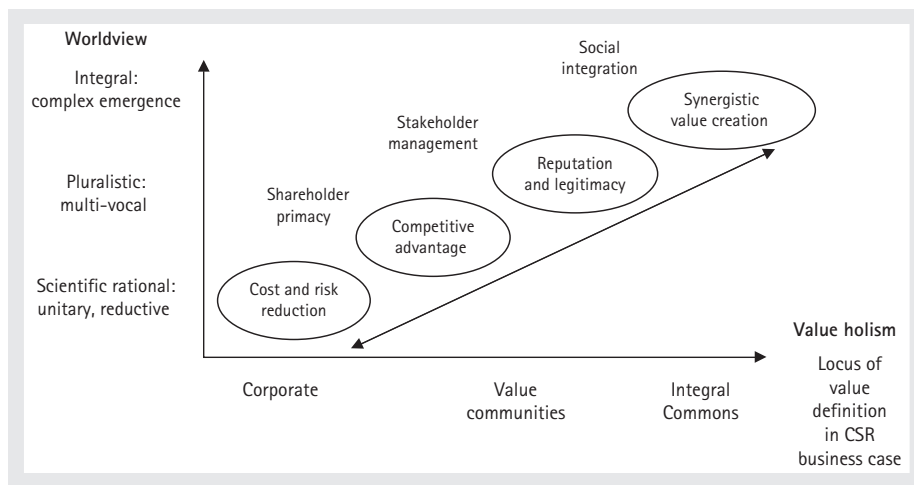 Worldview
Integral:
complex emergence
Pluralistic:
multi-vocal
Scientific rational:
unitary, reductive
Social
integration
Synergistic
value creation
Stakeholder
management
Reputation
and legitimacy
Shareholder
primacy
Competitive
advantage
Cost and risk
reduction
Corporate
Value
communities
Integral
Commons
Value holism
Locus of
value
definition
in CSR
business case